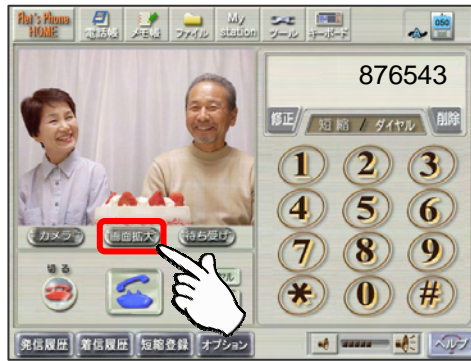 Flet's Phone
HOME
電話帳
メモ帳
ファイル
My
station
ツール
キーボード
050
876543
修正
短縮 / ダイヤル
削除
1 2 3
4 5 6
7 8 9
* 0 #
カメラ
画面拡大
待ち受け
切る
発信履歴
着信履歴
短縮登録
オプション
ヘルプ